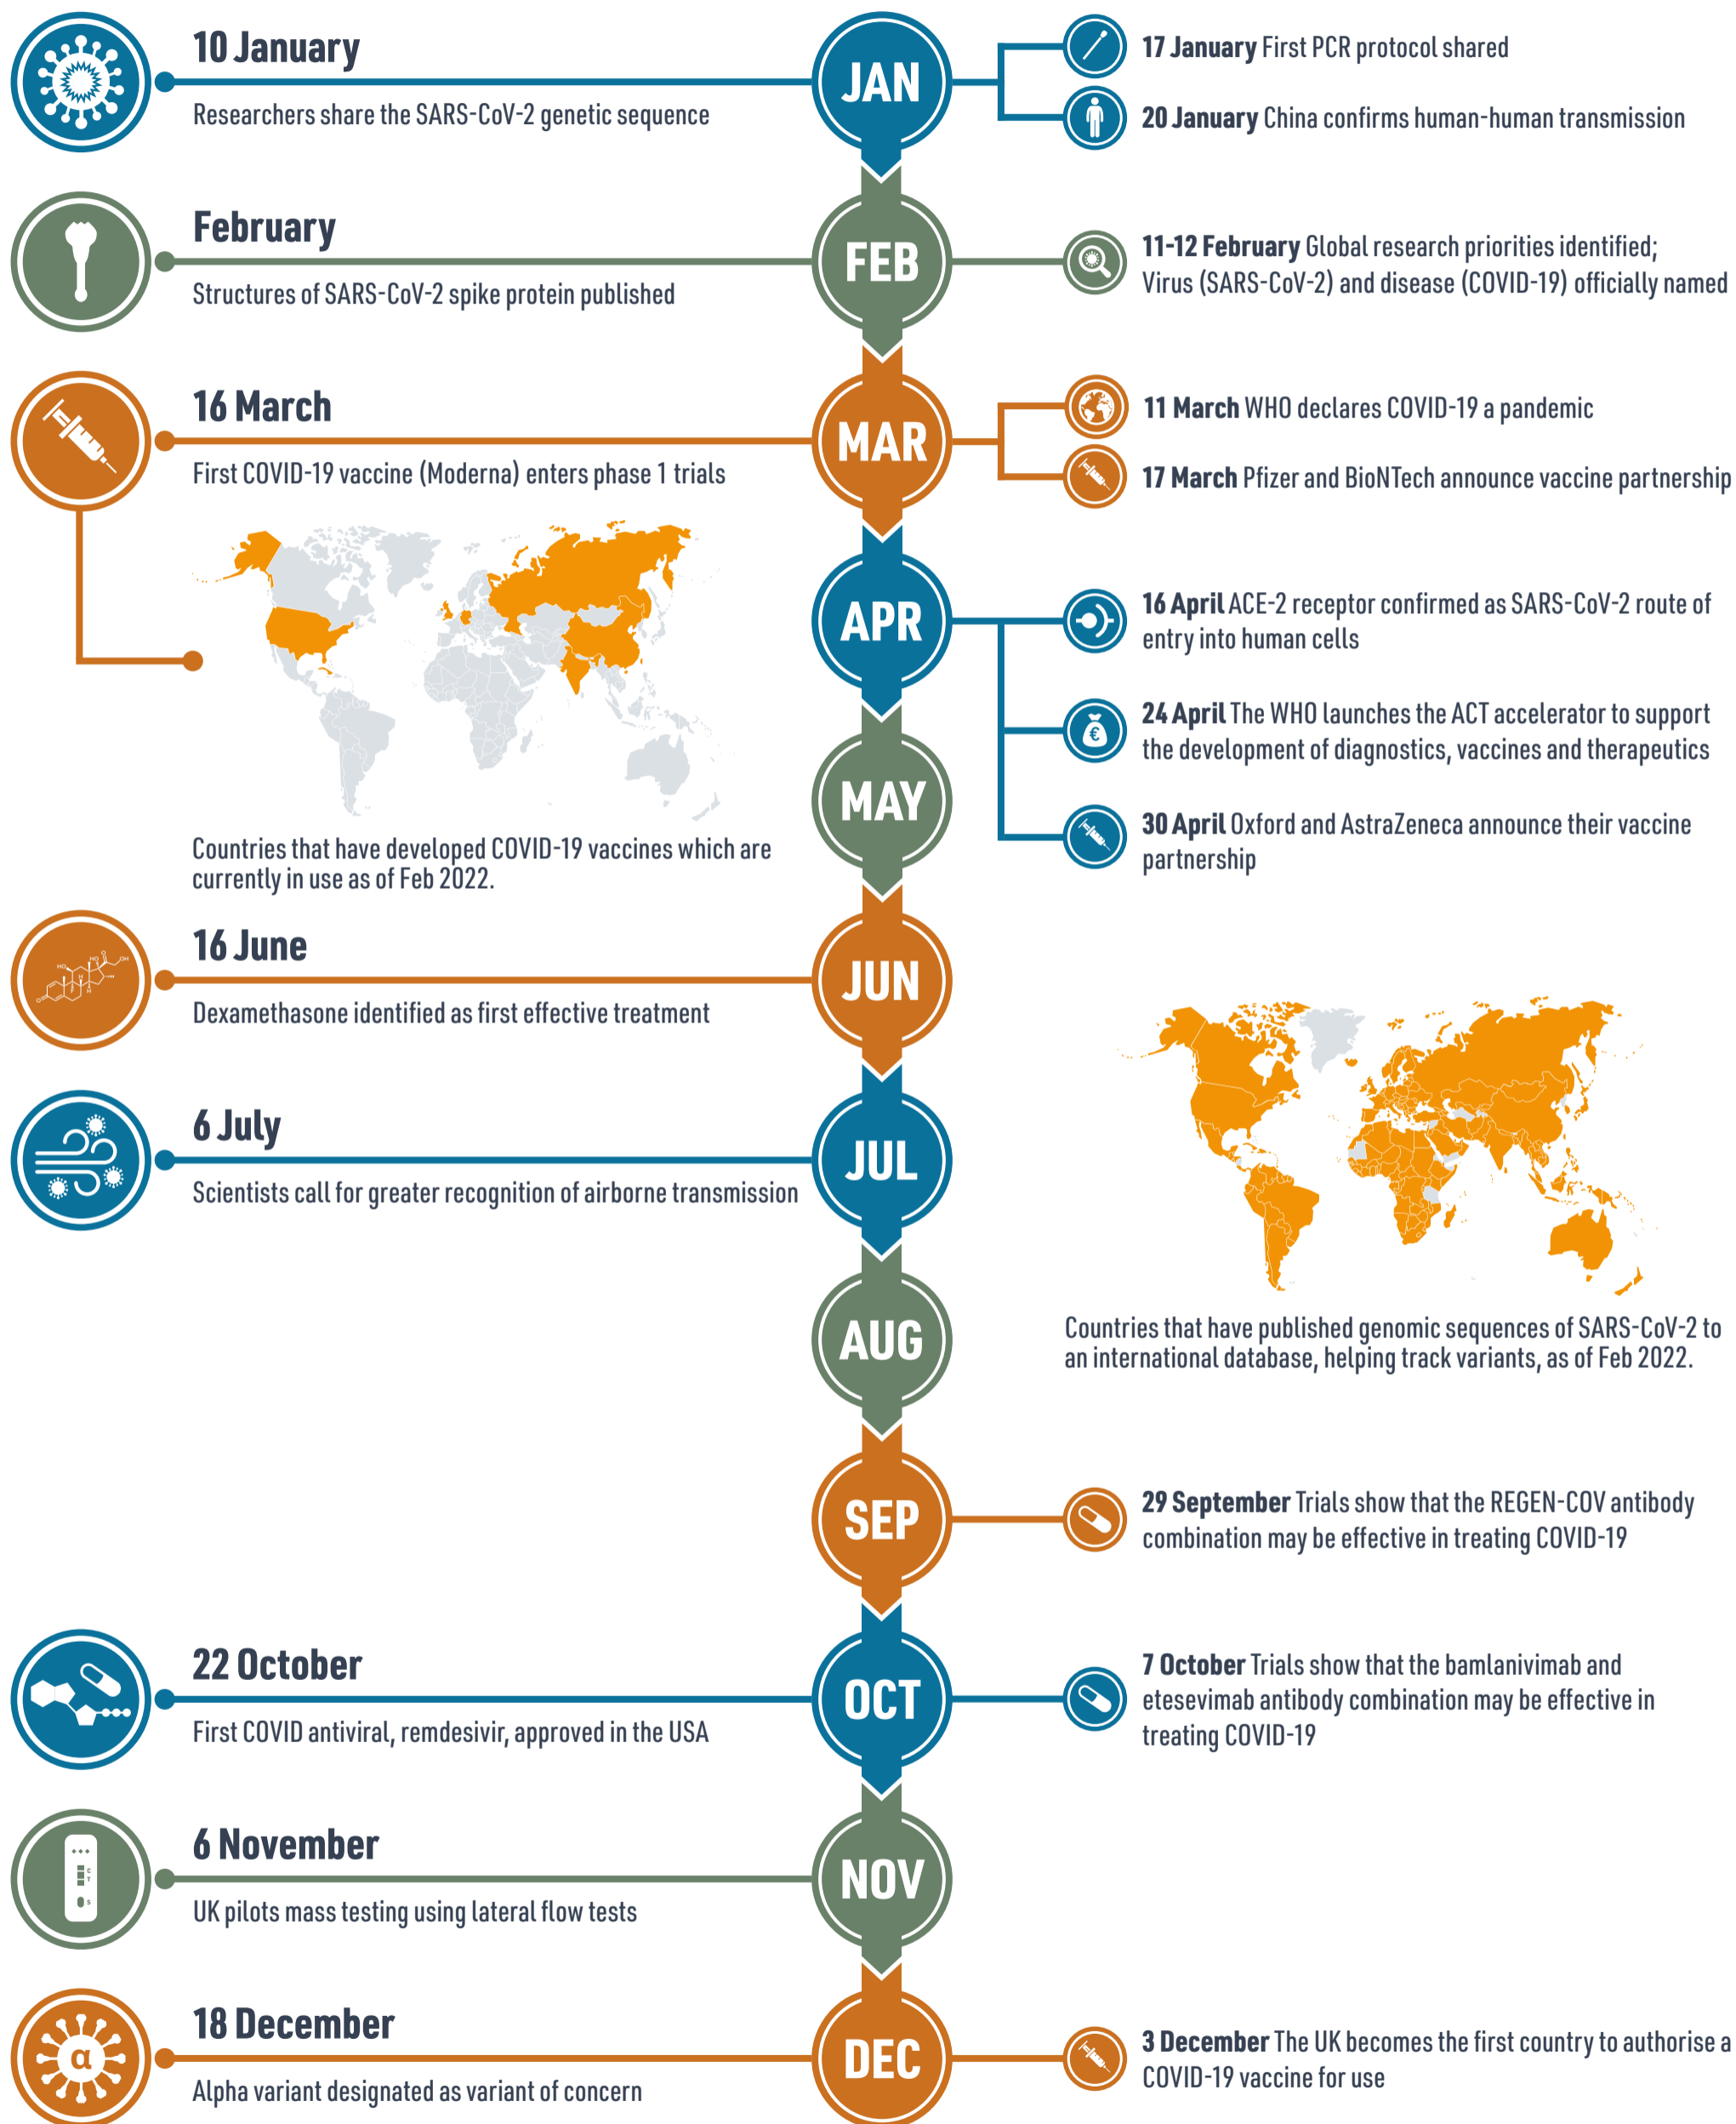 10 January
Researchers share the SARS-CoV-2 genetic sequence
JAN
17 January First PCR protocol shared
20 January China confirms human-human transmission
February
Structures of SARS-CoV-2 spike protein published
FEB
11-12 February Global research priorities identified;
Virus (SARS-CoV-2) and disease (COVID-19) officially named
16 March
First COVID-19 vaccine (Moderna) enters phase 1 trials
MAR
11 March WHO declares COVID-19 a pandemic
17 March Pfizer and BioNTech announce vaccine partnership
Countries that have developed COVID-19 vaccines which are
currently in use as of Feb 2022.
APR
16 April ACE-2 receptor confirmed as SARS-CoV-2 route of
entry into human cells
€
24 April The WHO launches the ACT accelerator to support
the development of diagnostics, vaccines and therapeutics
30 April Oxford and AstraZeneca announce their vaccine
partnership
MAY
16 June
Dexamethasone identified as first effective treatment
JUN
6 July
Scientists call for greater recognition of airborne transmission
JUL
AUG
Countries that have published genomic sequences of SARS-CoV-2 to
an international database, helping track variants, as of Feb 2022.
SEP
29 September Trials show that the REGEN-COV antibody
combination may be effective in treating COVID-19
22 October
First COVID antiviral, remdesivir, approved in the USA
OCT
7 October Trials show that the bamlanivimab and
etesevimab antibody combination may be effective in
treating COVID-19
C
T
S
6 November
UK pilots mass testing using lateral flow tests
NOV
α
18 December
Alpha variant designated as variant of concern
DEC
3 December The UK becomes the first country to authorise a
COVID-19 vaccine for use